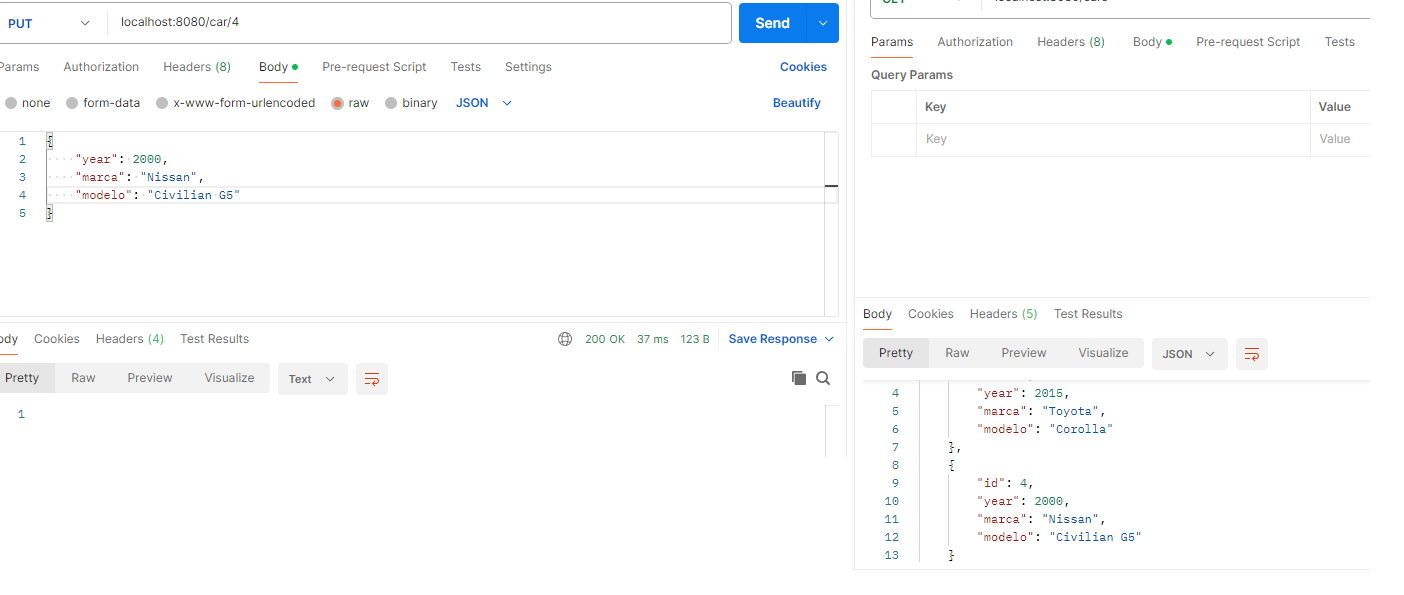 PUT localhost:8080/car/4 Send
Params Authorization Headers (8) Body Pre-request Script Tests Settings Cookies
none form-data x-www-form-urlencoded raw binary JSON Beautify
1 {
2 "year": 2000,
3 "marca": "Nissan",
4 "modelo": "Civilian G5"
5 }
Body Cookies Headers (4) Test Results 200 OK 37 ms 123 B Save Response
Pretty Raw Preview Visualize Text
1
Params Authorization Headers (8) Body Pre-request Script Tests
Query Params
Key Value
Key Value
Body Cookies Headers (5) Test Results
Pretty Raw Preview Visualize JSON
4 "year": 2015,
5 "marca": "Toyota",
6 "modelo": "Corolla"
7 },
8 {
9 "id": 4,
10 "year": 2000,
11 "marca": "Nissan",
12 "modelo": "Civilian G5"
13 }